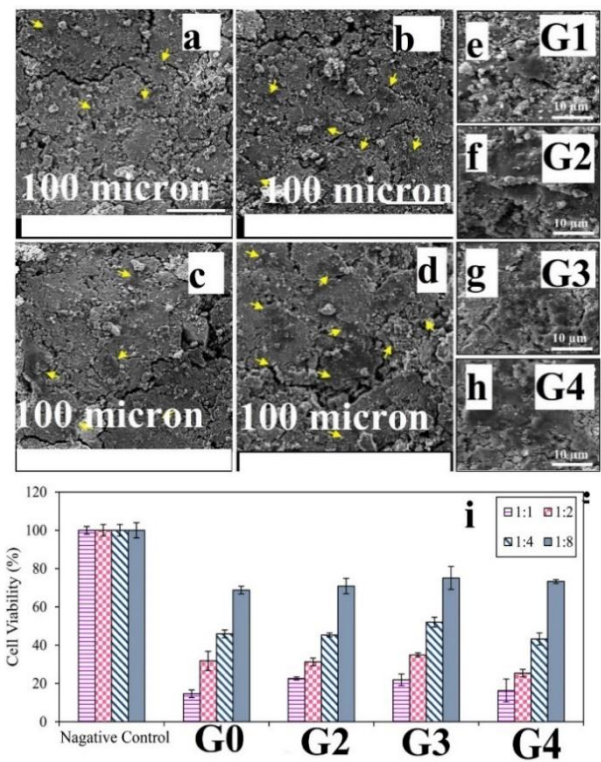 a
b
100 micron
100 micron
e G1
10 µm
f G2
10 µm
c
d
100 micron
100 micron
g G3
10 µm
h G4
10 µm
i
1:1 1:2
1:4 1:8
Cell Viability (%)
120
100
80
60
40
20
0
Nagative Control G0 G2 G3 G4